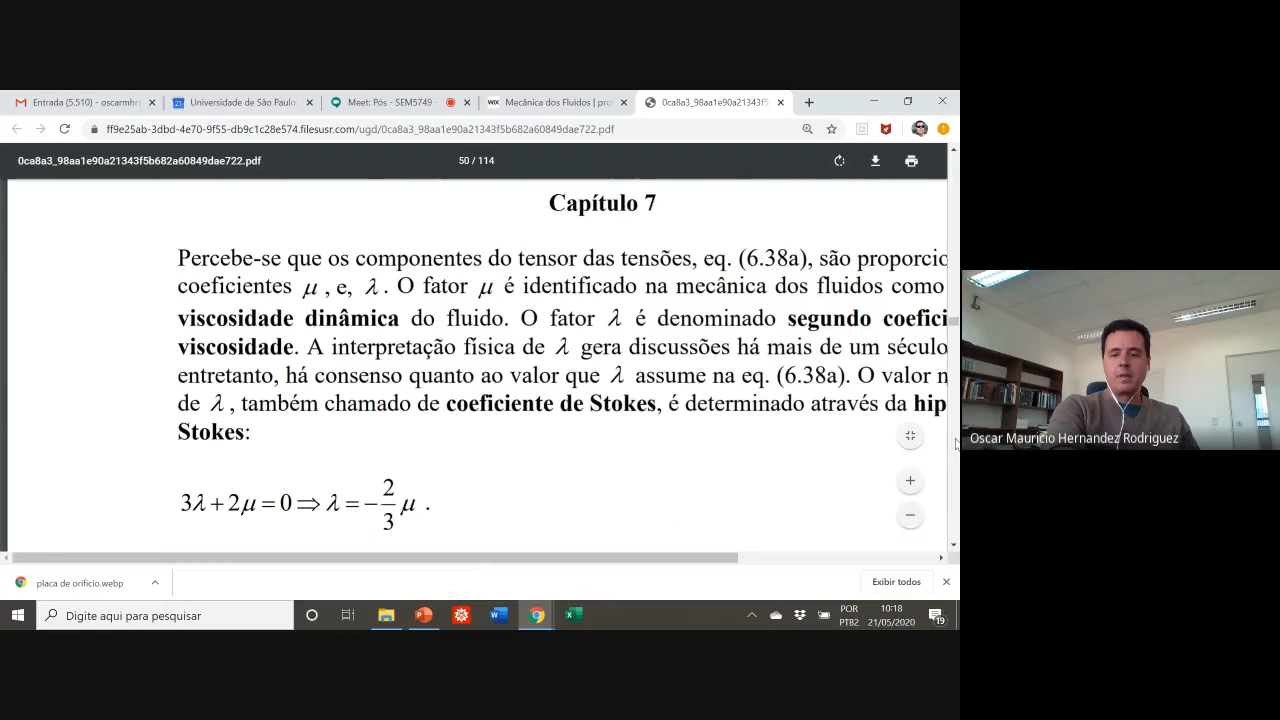 Entrada (5.510) - oscarmhr
Universidade de São Paulo
Meet: Pós - SEM5749 -
WIX Mecânica dos Fluidos | pro
0ca8a3_98aa1e90a21343f5b
ff9e25ab-3dbd-4e70-9ff5-db9c1c28e574.filesusr.com/ugd/0ca8a3_98aa1e90a21343f5b682a60849dae722.pdf
0ca8a3_98aa1e90a21343f5b682a60849dae722.pdf
50 / 114
Capítulo 7
Percebe-se que os componentes do tensor das tensões, eq. (6.38a), são proporcio
coeficientes μ , e, λ . O fator μ é identificado na mecânica dos fluidos como
viscosidade dinâmica do fluido. O fator λ é denominado segundo coefici
viscosidade. A interpretação física de λ gera discussões há mais de um século
entretanto, há consenso quanto ao valor que λ assume na eq. (6.38a). O valor n
de λ , também chamado de coeficiente de Stokes, é determinado através da hip
Stokes:
3λ + 2μ = 0 ⇒ λ = −2/3 μ .
Oscar Mauricio Hernandez Rodriguez
placa de orificio.webp
Exibir todos
Digite aqui para pesquisar
POR
PTB2
10:18
21/05/2020
19